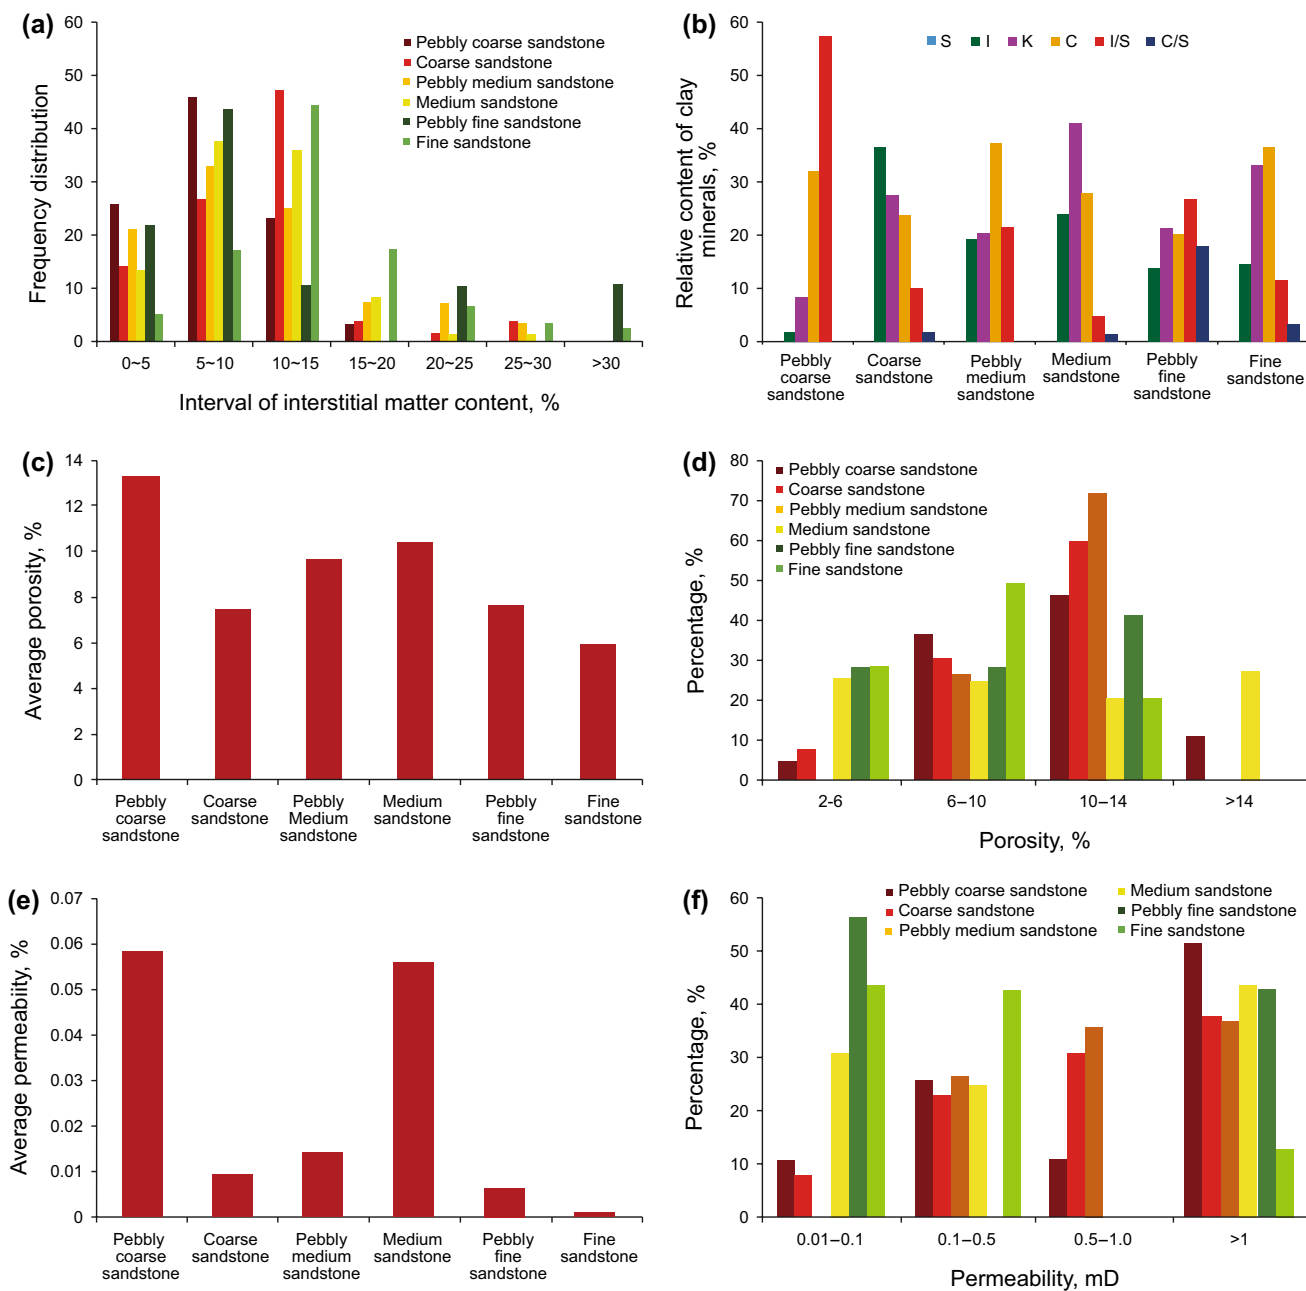 (a)
60
50
40
30
20
10
0
Frequency distribution
Pebbly coarse sandstone
Coarse sandstone
Pebbly medium sandstone
Medium sandstone
Pebbly fine sandstone
Fine sandstone
0~5 5~10 10~15 15~20 20~25 25~30 >30
Interval of interstitial matter content, %
(b)
60
50
40
30
20
10
0
Relative content of clay
minerals, %
S I K C I/S C/S
Pebbly
coarse
sandstone
Coarse
sandstone
Pebbly
medium
sandstone
Medium
sandstone
Pebbly
fine
sandstone
Fine
sandstone
(c)
14
12
10
8
6
4
2
0
Average porosity, %
Pebbly
coarse
sandstone
Coarse
sandstone
Pebbly
Medium
sandstone
Medium
sandstone
Pebbly
fine
sandstone
Fine
sandstone
(d)
80
70
60
50
40
30
20
10
0
Percentage, %
Pebbly coarse sandstone
Coarse sandstone
Pebbly medium sandstone
Medium sandstone
Pebbly fine sandstone
Fine sandstone
2-6 6–10 10–14 >14
Porosity, %
(e)
0.07
0.06
0.05
0.04
0.03
0.02
0.01
0
Average permeabiity, %
Pebbly
coarse
sandstone
Coarse
sandstone
Pebbly
medium
sandstone
Medium
sandstone
Pebbly
fine
sandstone
Fine
sandstone
(f)
60
50
40
30
20
10
0
Percentage, %
Pebbly coarse sandstone
Coarse sandstone
Pebbly medium sandstone
Medium sandstone
Pebbly fine sandstone
Fine sandstone
0.01–0.1 0.1–0.5 0.5–1.0 >1
Permeability, mD